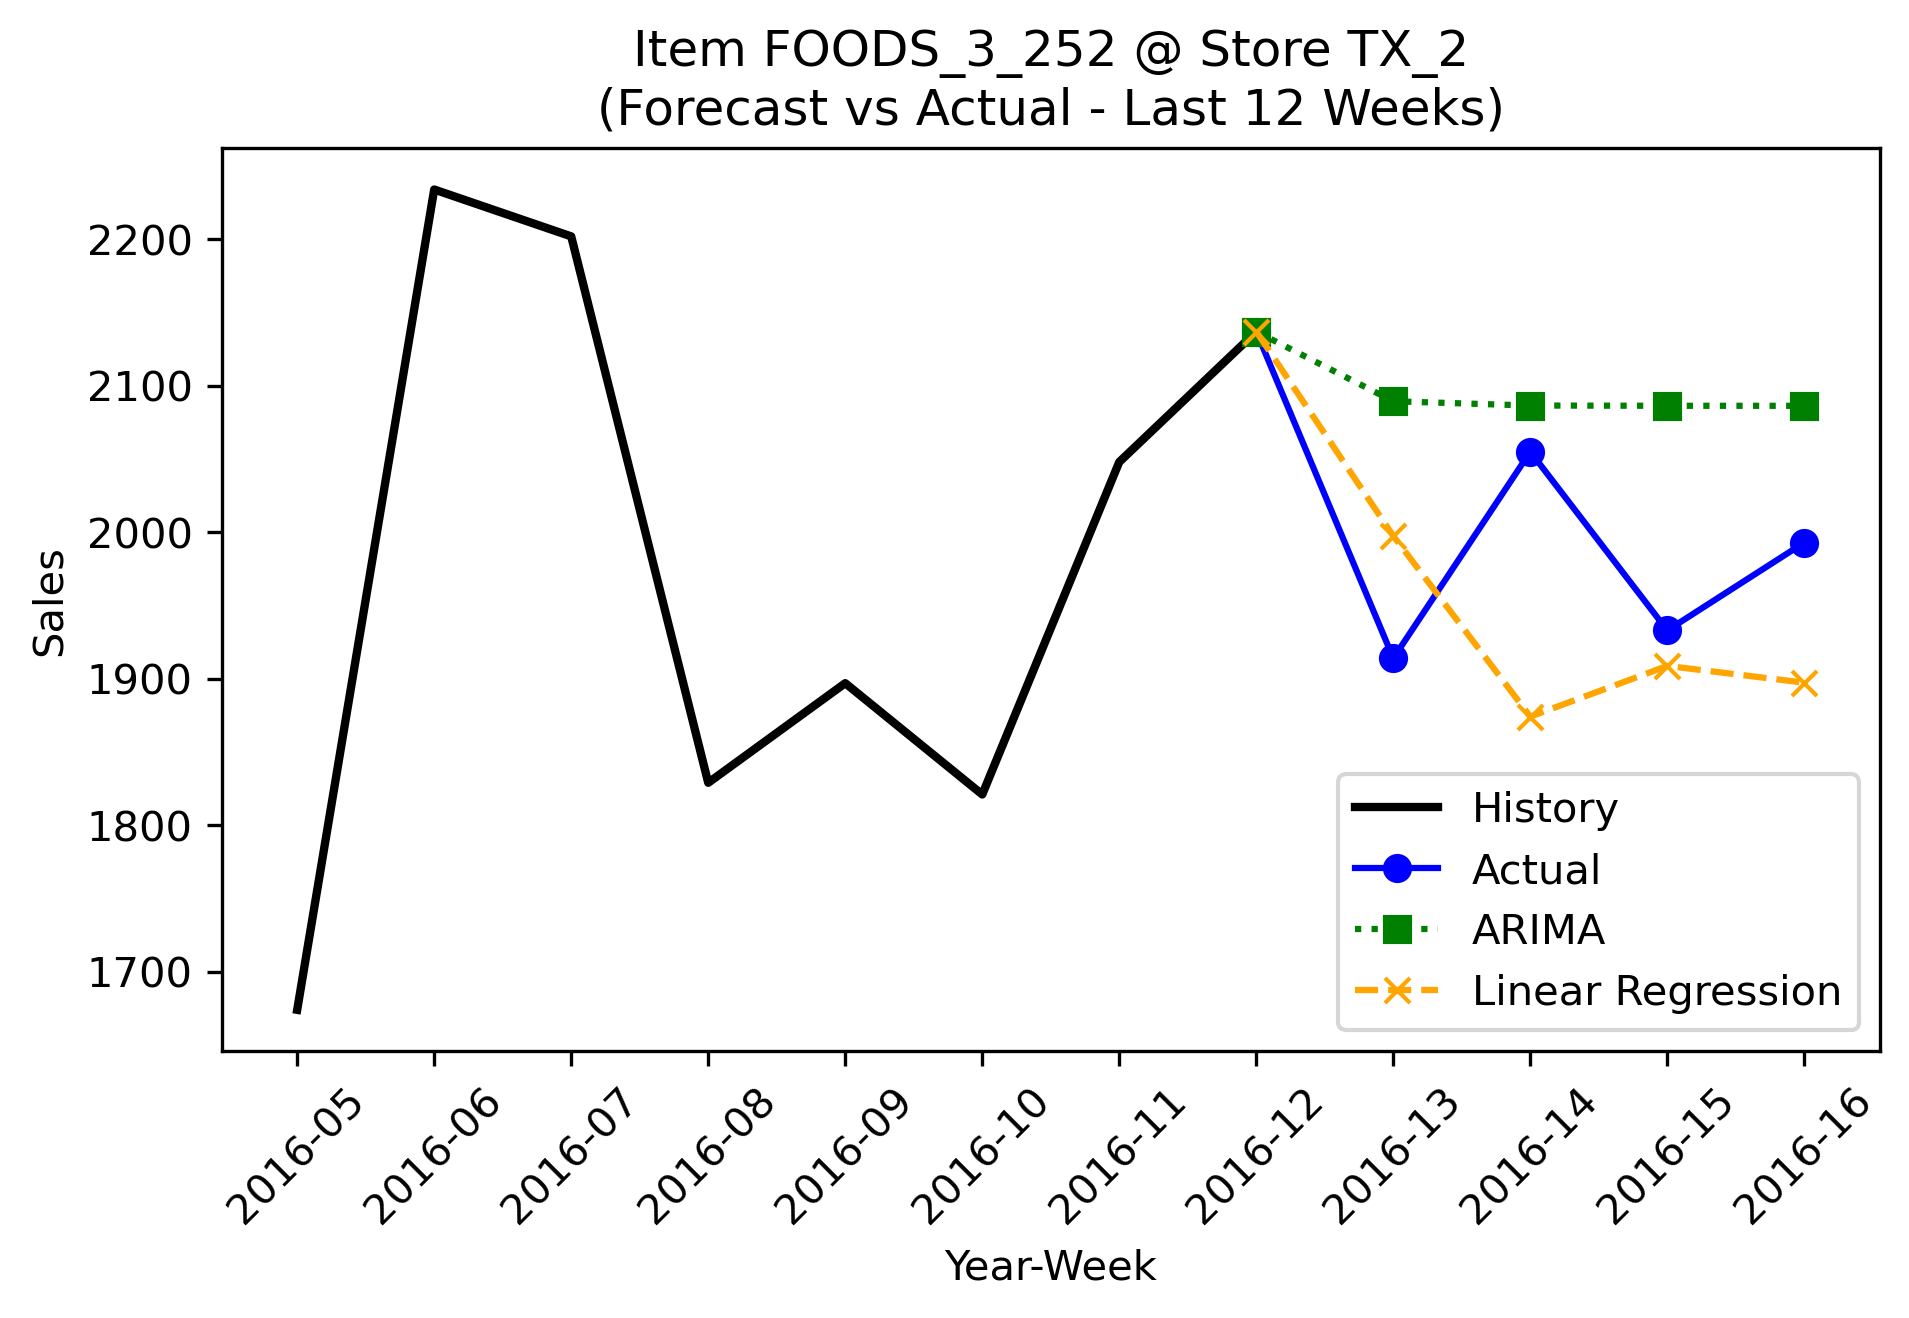 Item FOODS_3_252 @ Store TX_2
(Forecast vs Actual - Last 12 Weeks)
Sales
2200
2100
2000
1900
1800
1700
History
Actual
ARIMA
Linear Regression
2016-05
2016-06
2016-07
2016-08
2016-09
2016-10
2016-11
2016-12
2016-13
2016-14
2016-15
2016-16
Year-Week